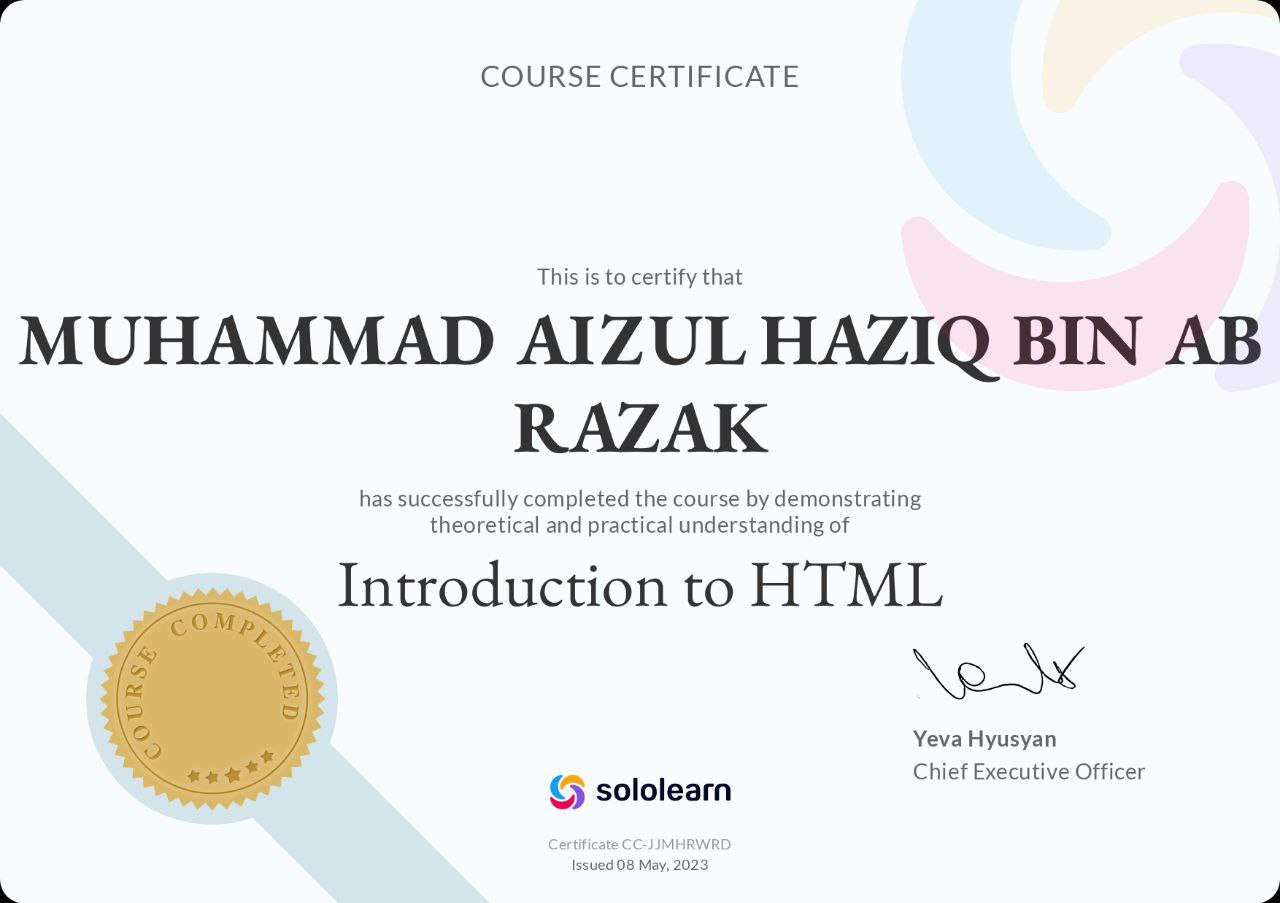 COURSE CERTIFICATE
This is to certify that
MUHAMMAD AIZUL HAZIQ BIN AB
RAZAK
has successfully completed the course by demonstrating
theoretical and practical understanding of
Introduction to HTML
COURSE COMPLETED
Yeva Hyusyan
Chief Executive Officer
sololearn
Certificate CC-JJMHRWRD
Issued 08 May, 2023